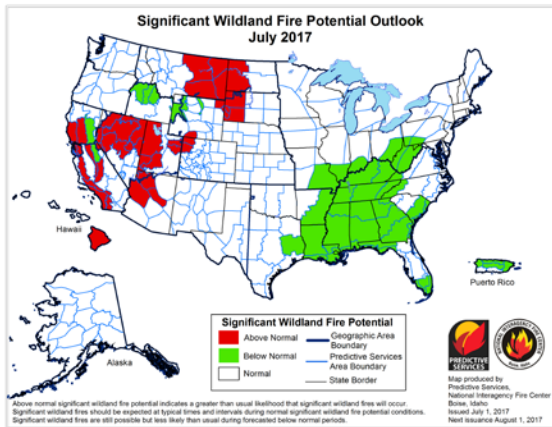 Significant Wildland Fire Potential Outlook
July 2017
Hawaii
Alaska
Puerto Rico
Significant Wildland Fire Potential
Above Normal
Below Normal
Normal
Geographic Area
Boundary
Predictive Services
Area Boundary
State Border
PREDICTIVE
SERVICES
NATIONAL INTERAGENCY FIRE CENTER
Map produced by
Predictive Services,
National Interagency Fire Center
Boise, Idaho
Issued July 1, 2017
Next issuance August 1, 2017
Above normal significant wildland fire potential indicates a greater than usual likelihood that significant wildland fires will occur.
Significant wildland fires should be expected at typical times and intervals during normal significant wildland fire potential conditions.
Significant wildland fires are still possible but less likely than usual during forecasted below normal periods.